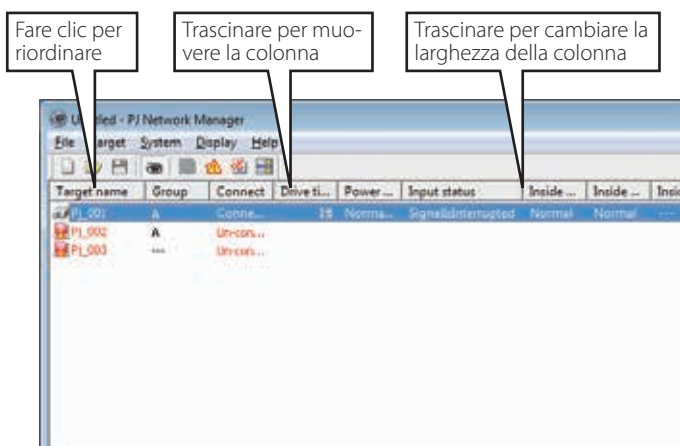 Fare clic per
riordinare
Trascinare per muo-
vere la colonna
Trascinare per cambiare la
larghezza della colonna
- PJ Network Manager
File System Display Help
Target name Group Connect Drive ti... Power ... Input status Inside ... Inside ...
Pj_001 A Conne... Norma... Normal Normal ---
Pj_002 A Un-con...
Pj_003 --- Un-con...